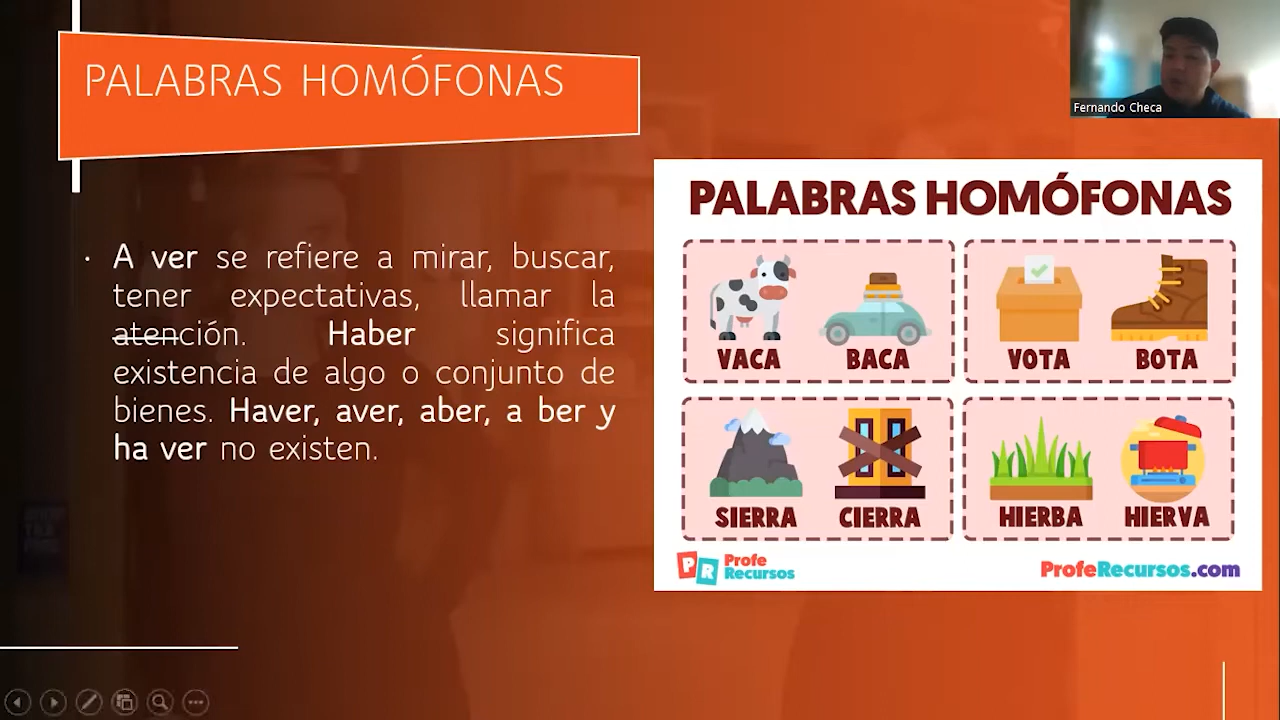 PALABRAS HOMÓFONAS
Fernando Checa
· A ver se refiere a mirar, buscar,
tener expectativas, llamar la
atención. Haber significa
existencia de algo o conjunto de
bienes. Haver, aver, aber, a ber y
ha ver no existen.
PALABRAS HOMÓFONAS
VACA BACA VOTA BOTA
SIERRA CIERRA HIERBA HIERVA
PR Profe
Recursos
ProfeRecursos.com